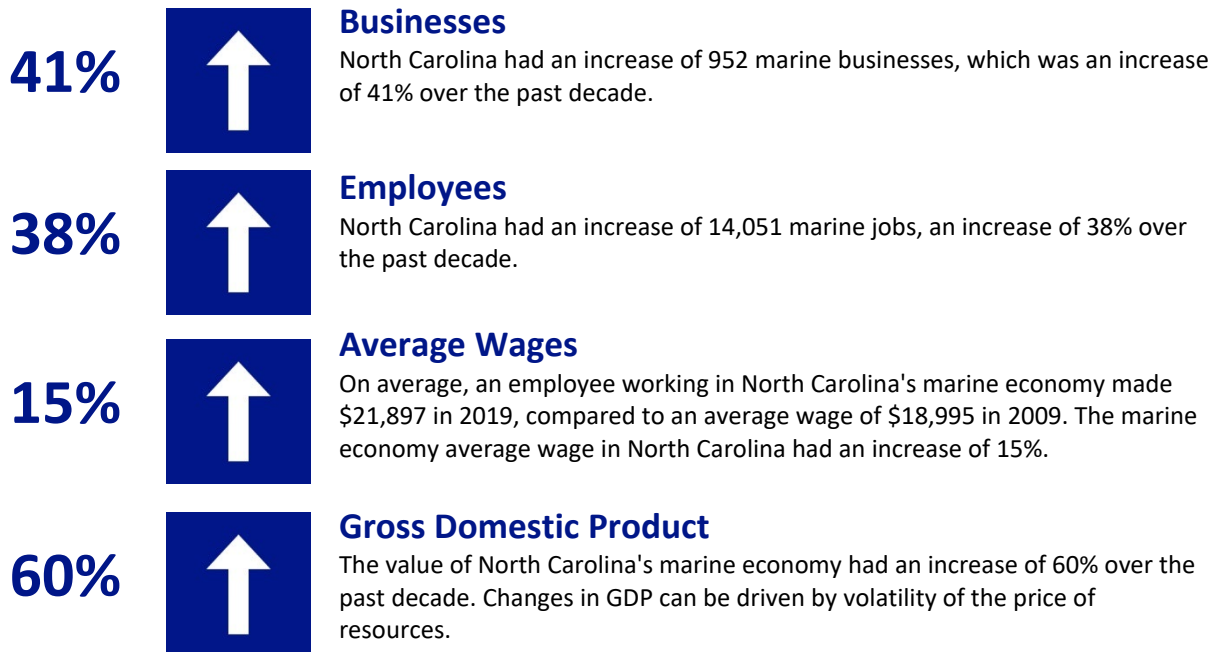 41%
Businesses
North Carolina had an increase of 952 marine businesses, which was an increase
of 41% over the past decade.
38%
Employees
North Carolina had an increase of 14,051 marine jobs, an increase of 38% over
the past decade.
15%
Average Wages
On average, an employee working in North Carolina's marine economy made
$21,897 in 2019, compared to an average wage of $18,995 in 2009. The marine
economy average wage in North Carolina had an increase of 15%.
60%
Gross Domestic Product
The value of North Carolina's marine economy had an increase of 60% over the
past decade. Changes in GDP can be driven by volatility of the price of
resources.